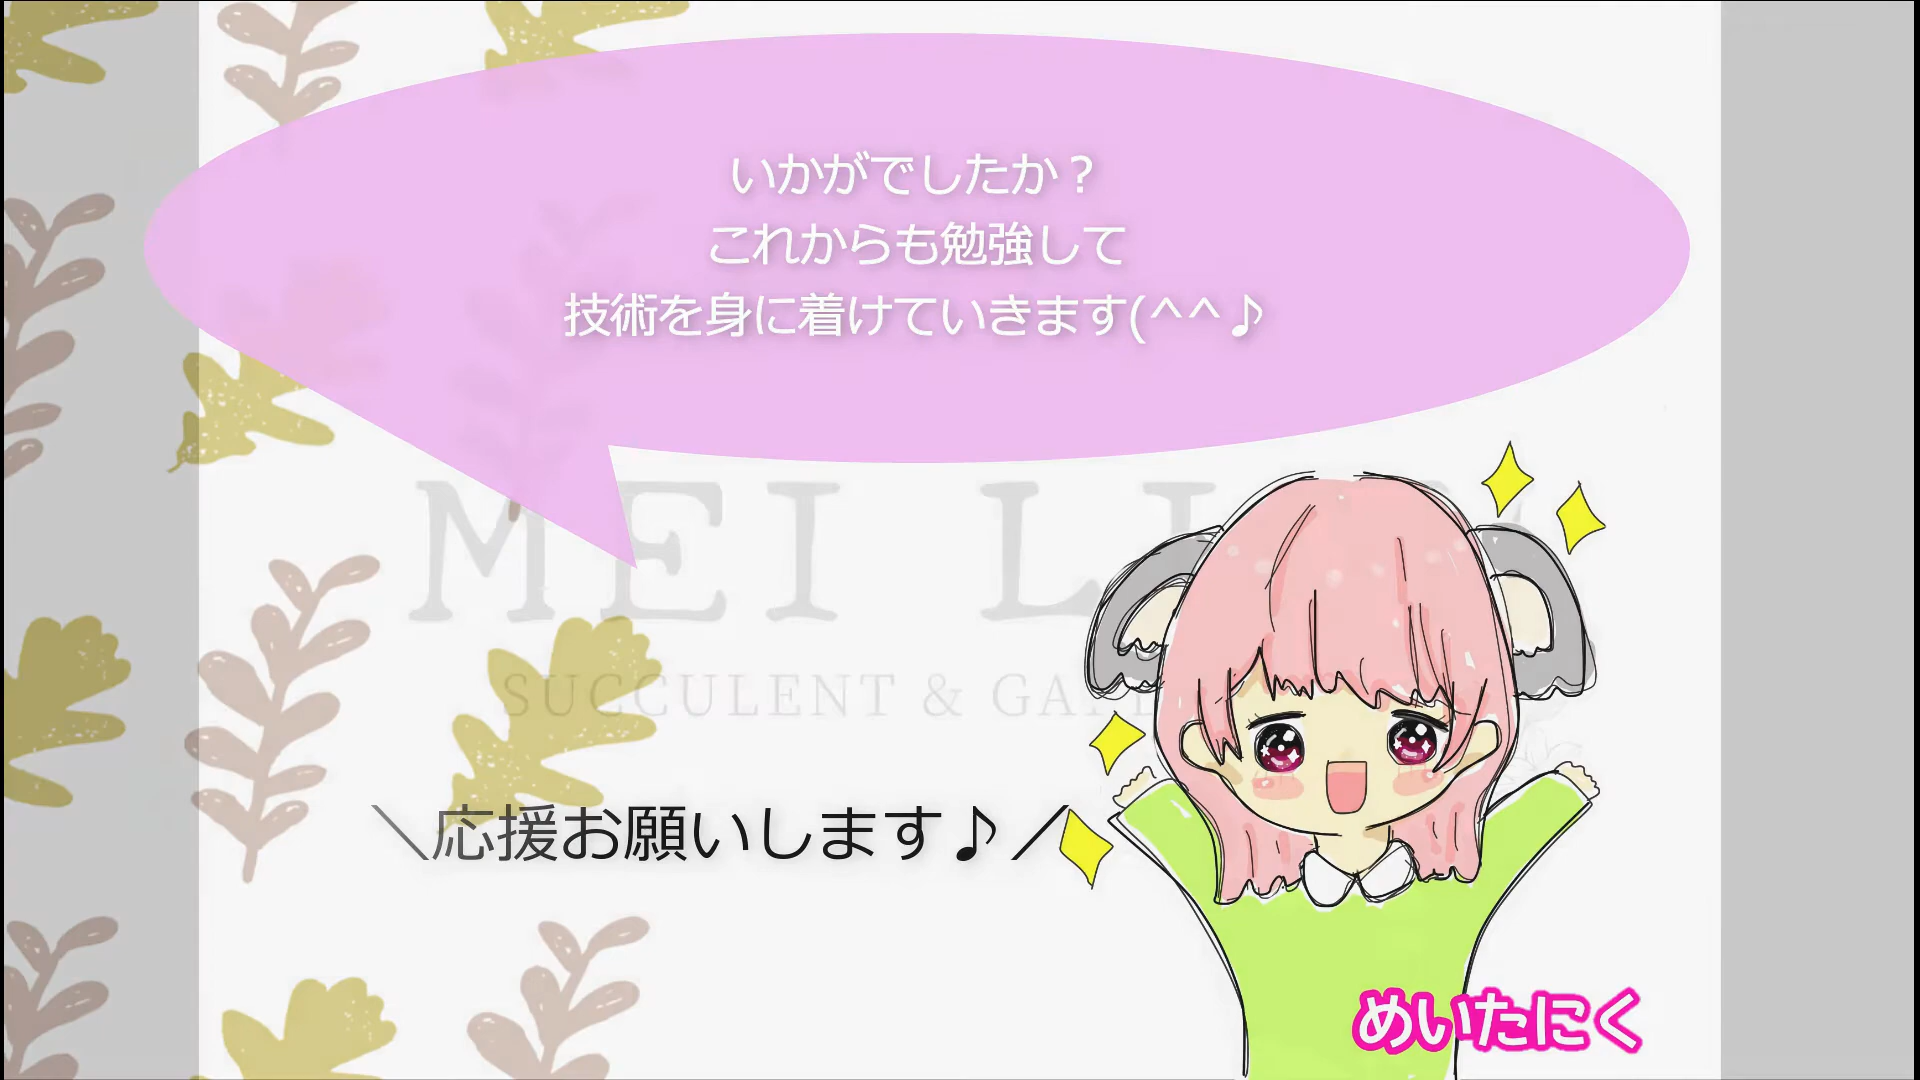 いかがでしたか？
これからも勉強して
技術を身に着けていきます(^^♪
MEI
SUCCULENT &
＼応援お願いします♪／
めいたにく